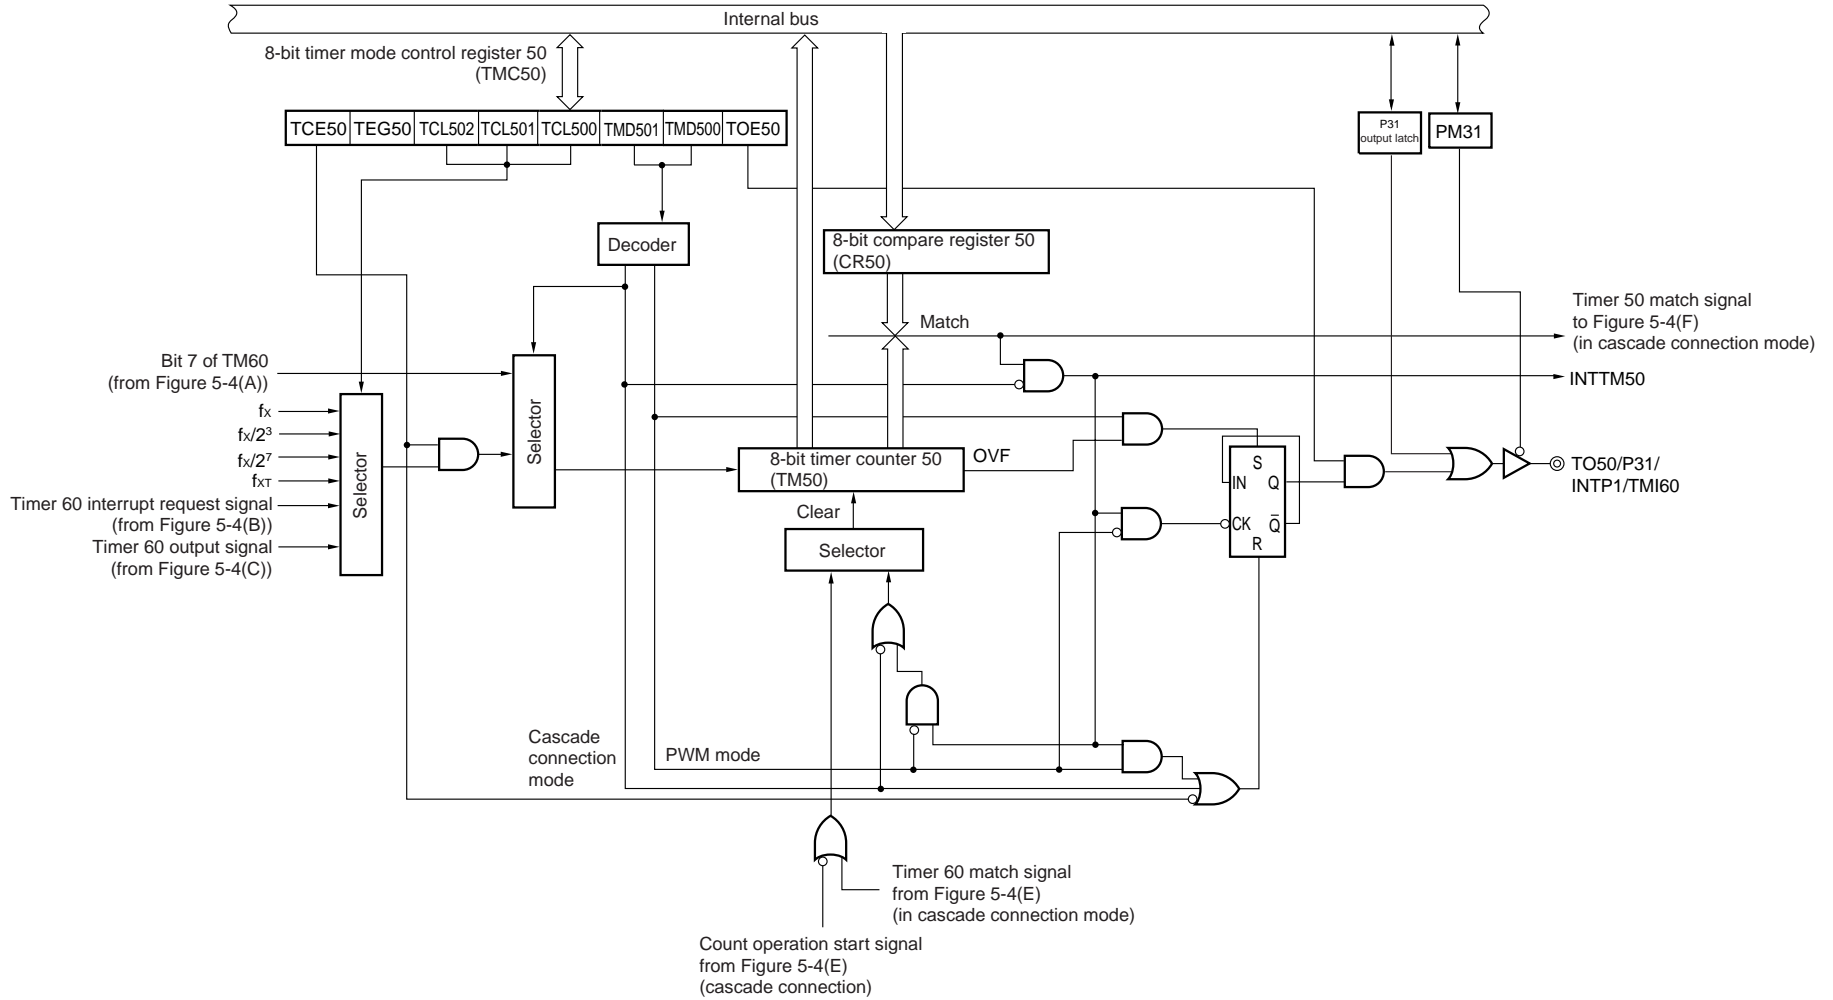 Internal bus
8-bit timer mode control register 50
(TMC50)
TCE50 TEG50 TCL502 TCL501 TCL500 TMD501 TMD500 TOE50
P31
output latch
PM31
Decoder
8-bit compare register 50
(CR50)
Match
Timer 50 match signal
to Figure 5-4(F)
(in cascade connection mode)
Bit 7 of TM60
(from Figure 5-4(A))
INTTM50
fX
fX/2³
fX/2⁷
fXT
Timer 60 interrupt request signal
(from Figure 5-4(B))
Timer 60 output signal
(from Figure 5-4(C))
Selector
Selector
8-bit timer counter 50
(TM50)
OVF
Clear
Selector
S
IN Q
CK Q̅
R
TO50/P31/
INTP1/TMI60
Cascade
connection
mode
PWM mode
Timer 60 match signal
from Figure 5-4(E)
(in cascade connection mode)
Count operation start signal
from Figure 5-4(E)
(cascade connection)